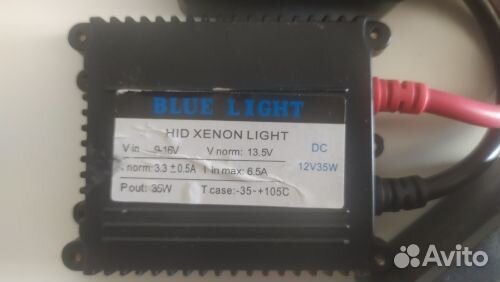 BLUE LIGHT
HID XENON LIGHT
V in 9-16V V norm: 13.5V
DC
12V35W
norm: 3.3 ± 0.5A I in max: 6.5A
P out: 35W T case: -35~+105C
Avito